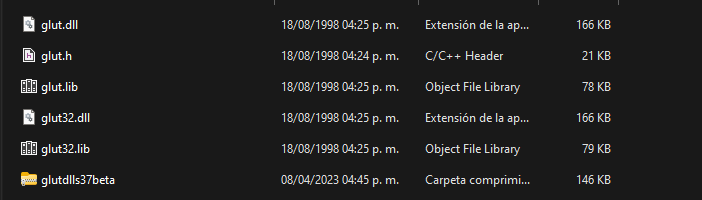 glut.dll 18/08/1998 04:25 p. m. Extensión de la ap... 166 KB
glut.h 18/08/1998 04:24 p. m. C/C++ Header 21 KB
glut.lib 18/08/1998 04:25 p. m. Object File Library 78 KB
glut32.dll 18/08/1998 04:25 p. m. Extensión de la ap... 166 KB
glut32.lib 18/08/1998 04:25 p. m. Object File Library 79 KB
glutdlls37beta 08/04/2023 04:45 p. m. Carpeta comprimi... 146 KB